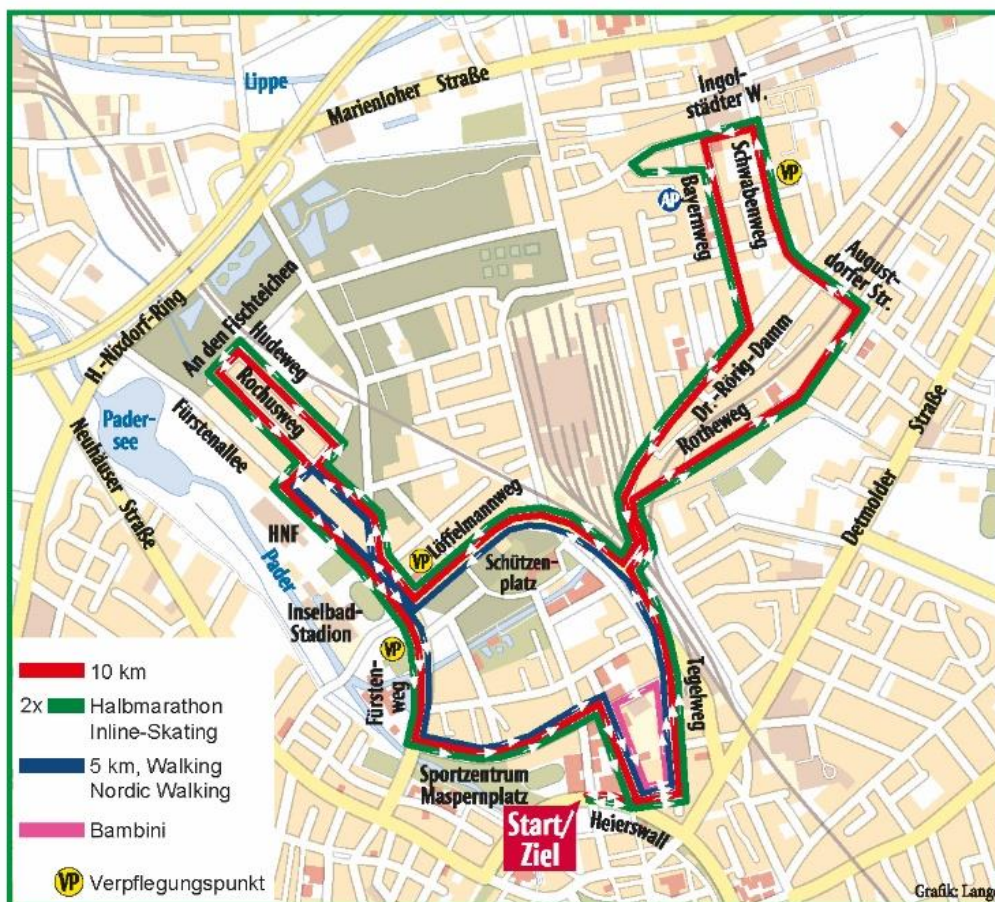 Lippe
Marienloher Straße
Ingol-
städter W.
Schwabenweg
VP
AP
Bayernweg
August-
dorfer Str.
H.-Nixdorf-Ring
An den Fischteichen
Hudeweg
Rochusweg
Dr.-Rörig-Damm
Rotheweg
Pader-
see
Fürstenallee
Neuhäuser Straße
Detmolder Straße
HNF
Pader
VP
Löffelmannweg
Schützen-
platz
Inselbad-
Stadion
VP
Fürsten-
weg
Tegelweg
Sportzentrum
Maspernplatz
Start/
Ziel
Heierswall
10 km
2x Halbmarathon
Inline-Skating
5 km, Walking
Nordic Walking
Bambini
VP Verpflegungspunkt
Grafik: Lange